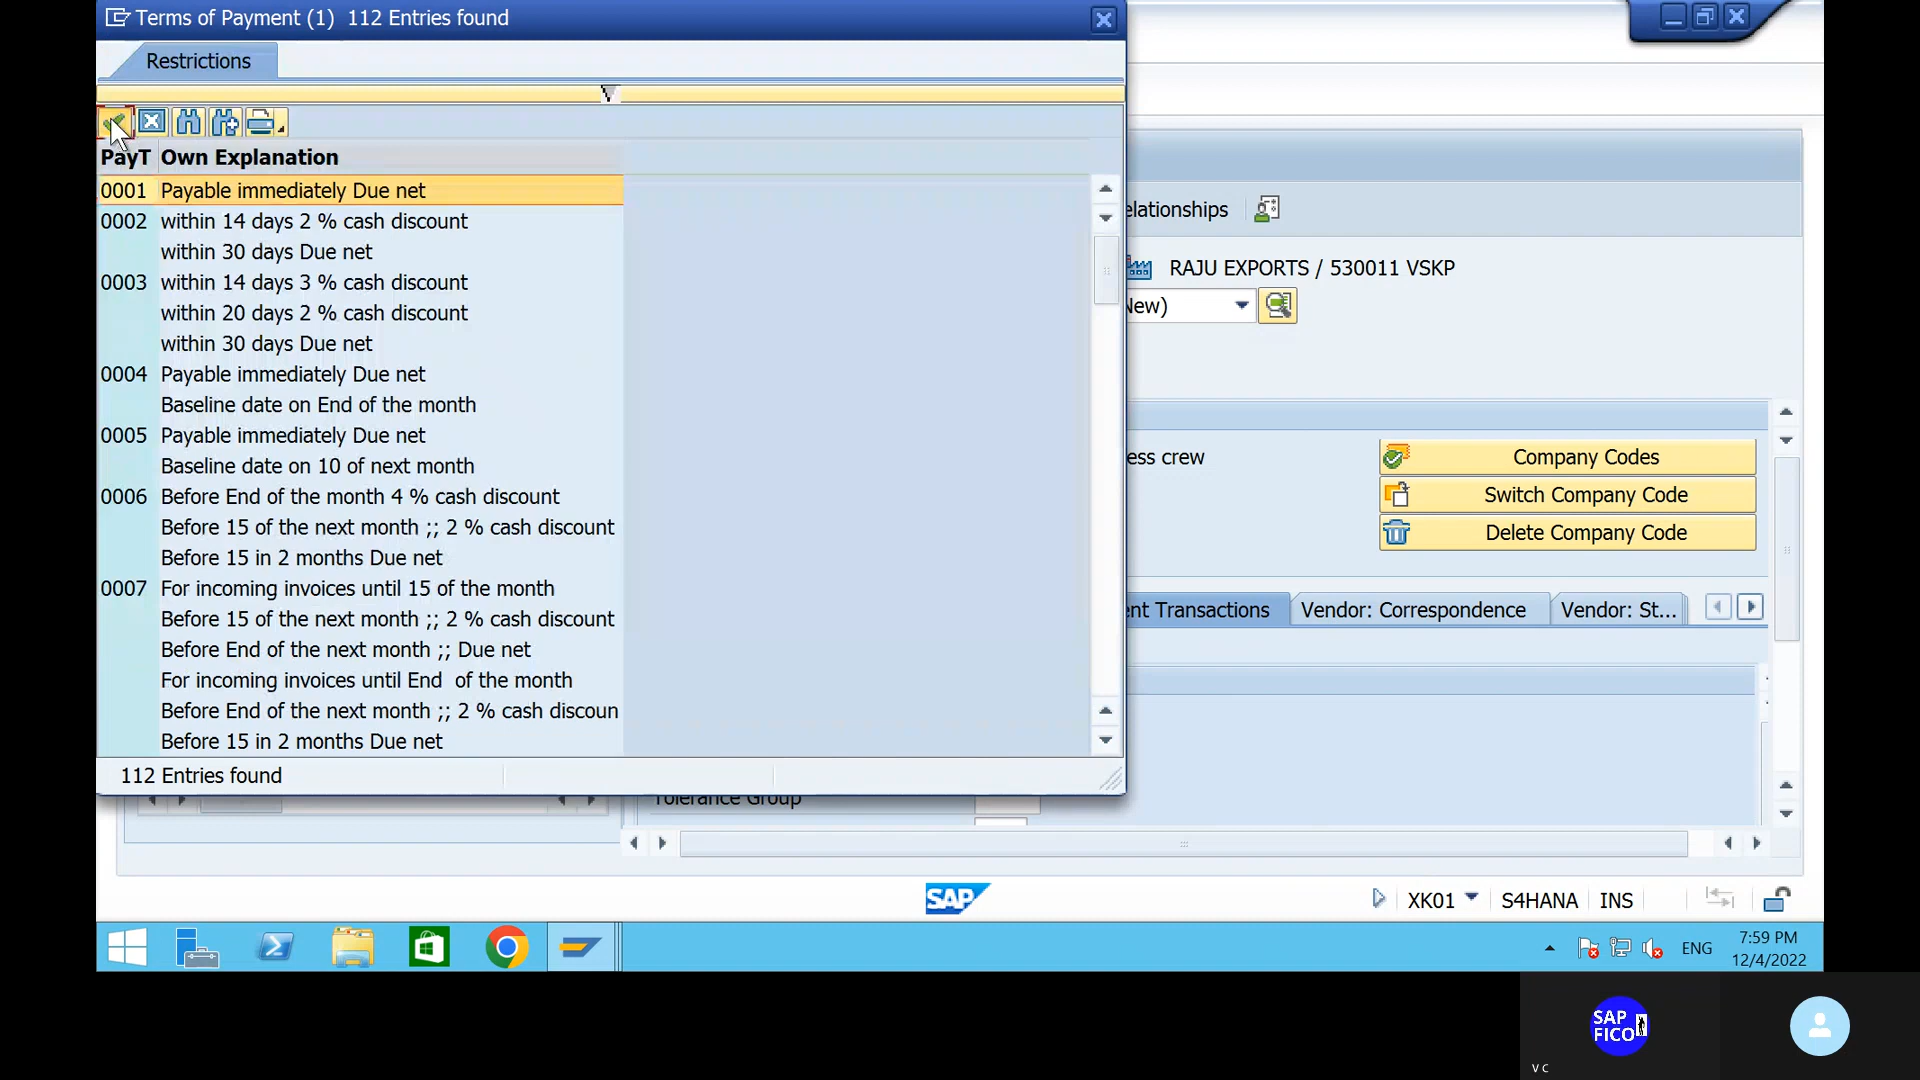 Terms of Payment (1)  112 Entries found
Restrictions
PayT Own Explanation
0001 Payable immediately Due net
0002 within 14 days 2 % cash discount
within 30 days Due net
0003 within 14 days 3 % cash discount
within 20 days 2 % cash discount
within 30 days Due net
0004 Payable immediately Due net
Baseline date on End of the month
0005 Payable immediately Due net
Baseline date on 10 of next month
0006 Before End of the month 4 % cash discount
Before 15 of the next month ;; 2 % cash discount
Before 15 in 2 months Due net
0007 For incoming invoices until 15 of the month
Before 15 of the next month ;; 2 % cash discount
Before End of the next month ;; Due net
For incoming invoices until End  of the month
Before End of the next month ;; 2 % cash discoun
Before 15 in 2 months Due net
112 Entries found
elationships
RAJU EXPORTS / 530011 VSKP
New)
ess crew
Company Codes
Switch Company Code
Delete Company Code
ent Transactions
Vendor: Correspondence
Vendor: St...
Tolerance Group
SAP
XK01
S4HANA
INS
ENG
7:59 PM
12/4/2022
SAP
FICO
v c